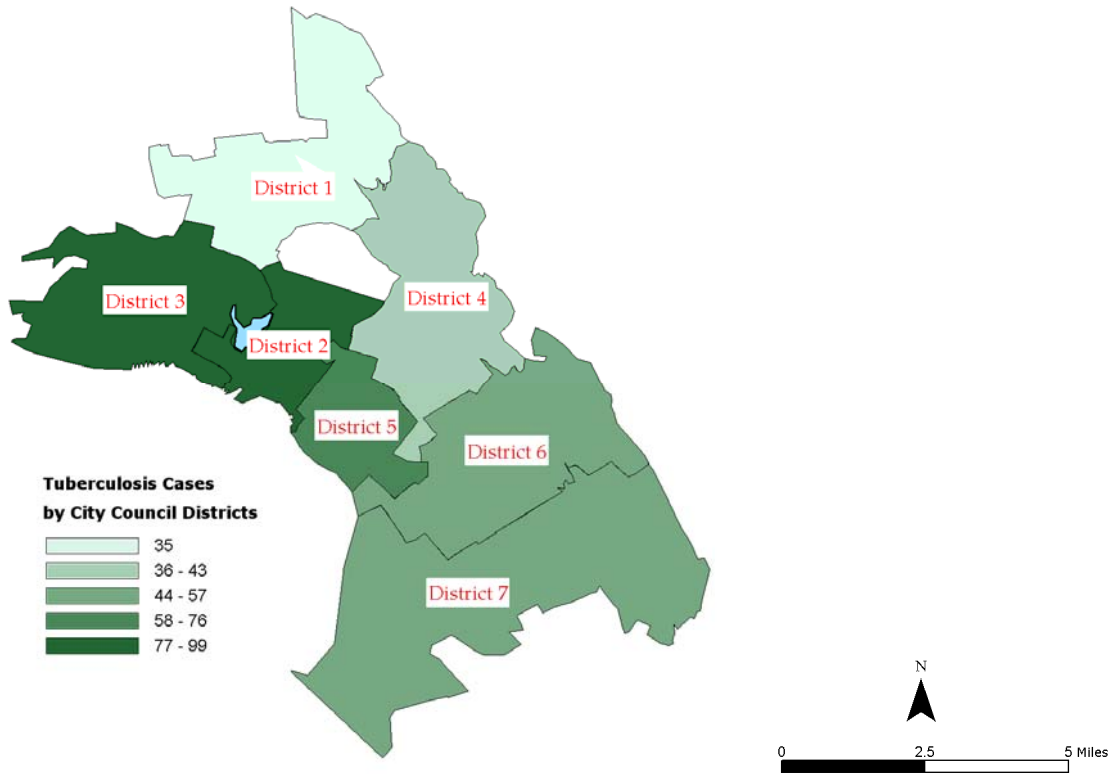 District 1
District 3
District 4
District 2
District 5
District 6
District 7
Tuberculosis Cases
by City Council Districts
35
36 - 43
44 - 57
58 - 76
77 - 99
N
0 2.5 5 Miles